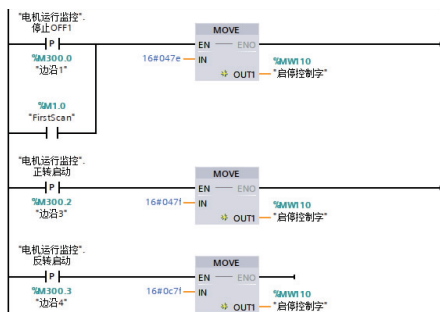 "电机运行监控".
停止OFF1
P
%M300.0
"边沿1"
MOVE
EN ENO
16#047e IN
OUT1
%MW110
"启停控制字"
%M1.0
"FirstScan"
"电机运行监控".
正转启动
P
%M300.2
"边沿3"
MOVE
EN ENO
16#047f IN
OUT1
%MW110
"启停控制字"
"电机运行监控".
反转启动
P
%M300.3
"边沿4"
MOVE
EN ENO
16#0c7f IN
OUT1
%MW110
"启停控制字"